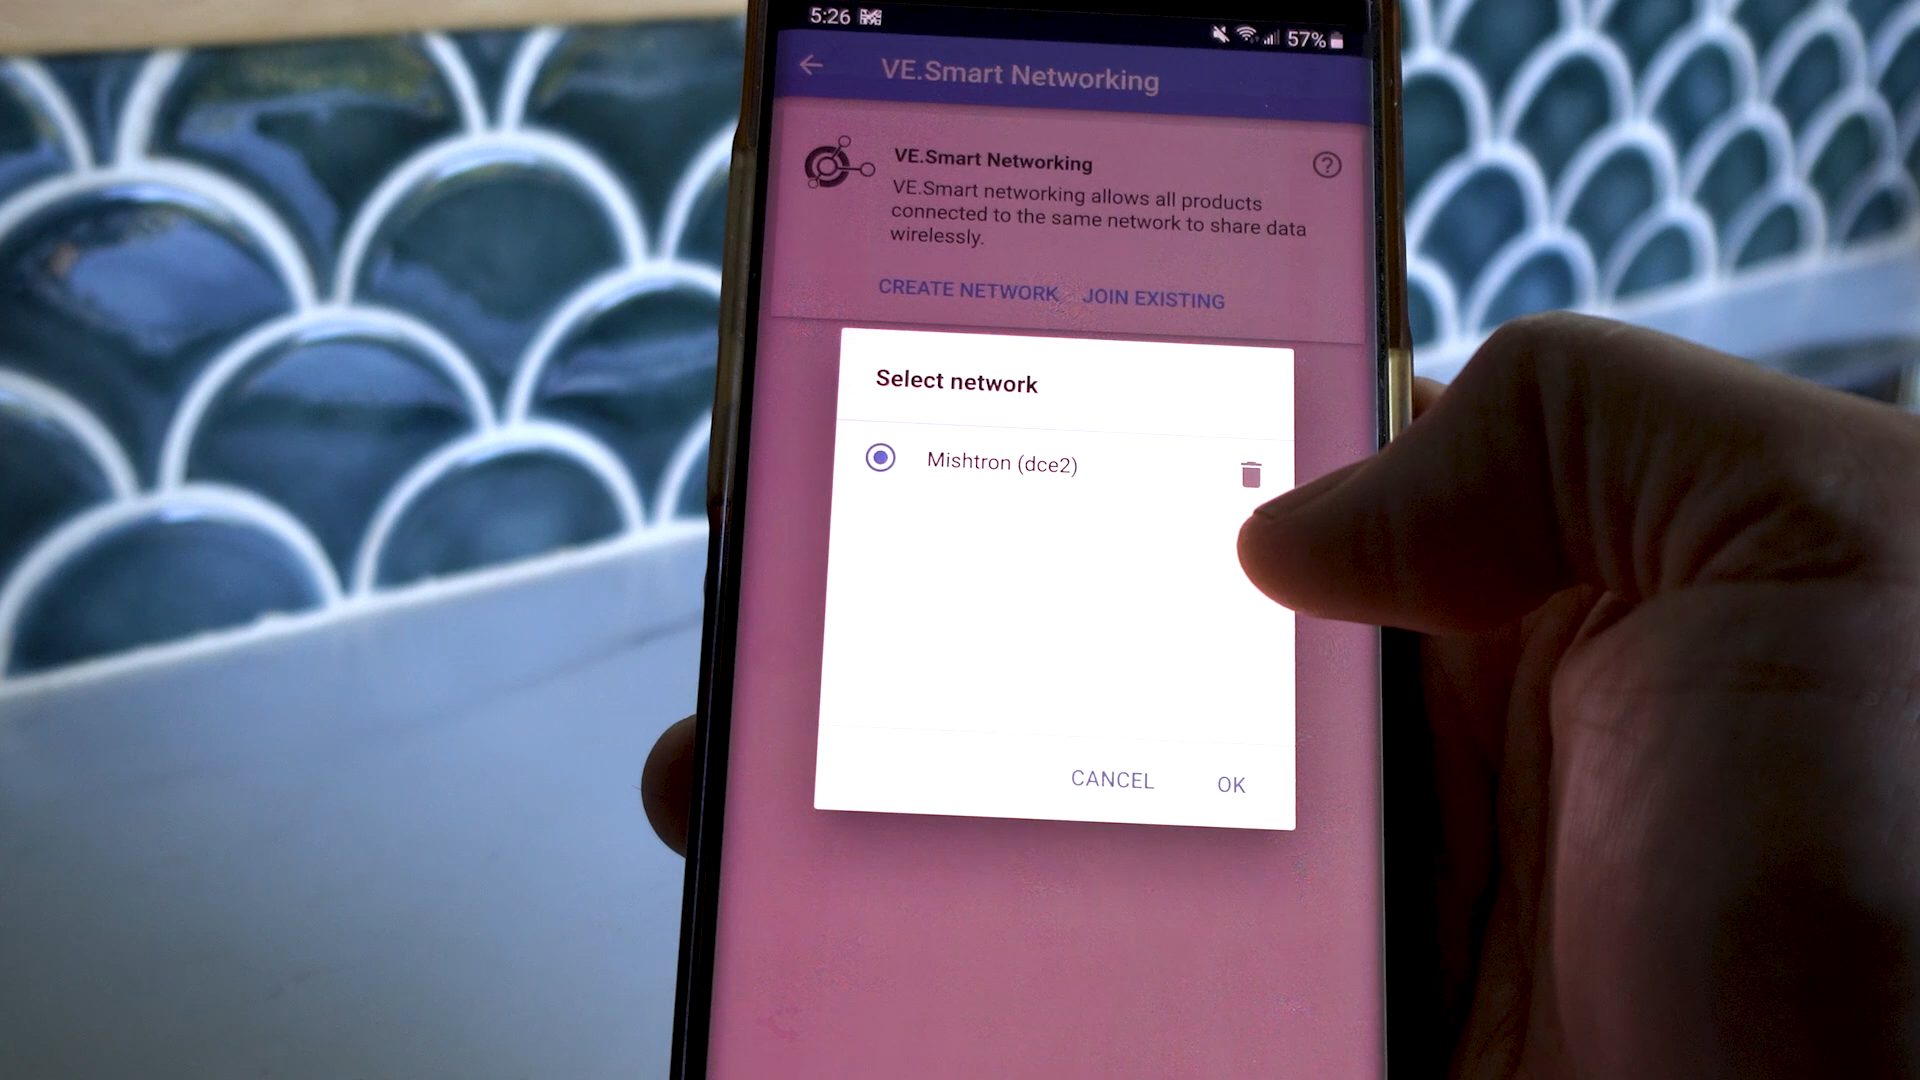 5:26
57%
VE.Smart Networking
VE.Smart Networking
VE.Smart networking allows all products
connected to the same network to share data
wirelessly.
CREATE NETWORK JOIN EXISTING
Select network
Mishtron (dce2)
CANCEL OK